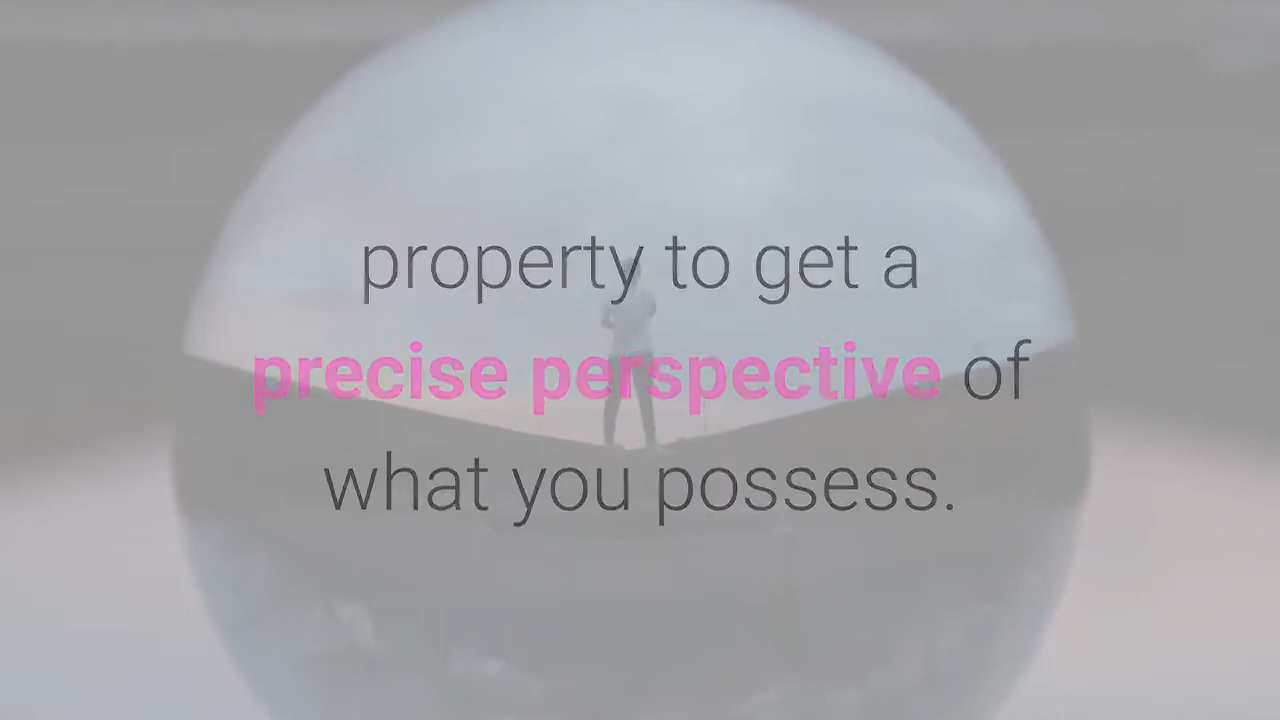 property to get a
precise perspective of
what you possess.